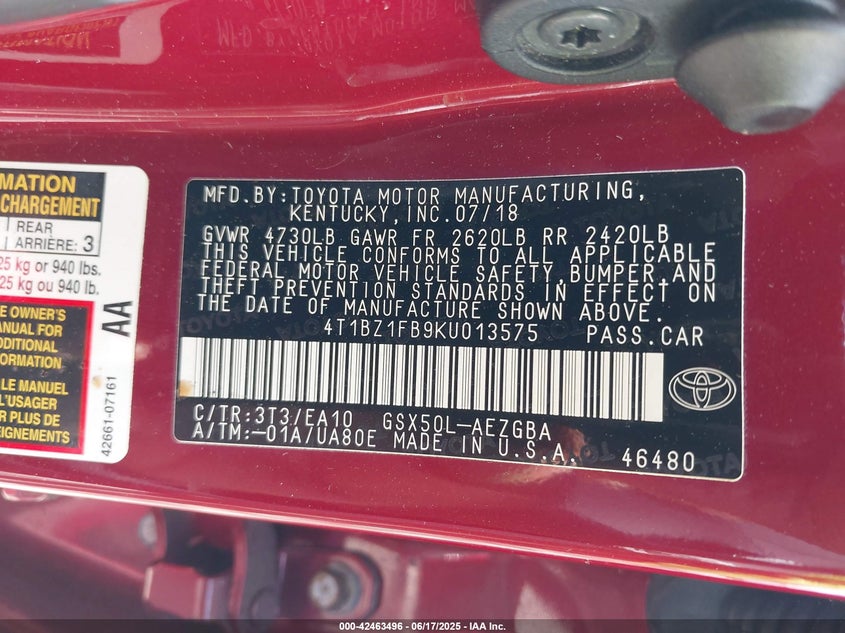 MFD.BY:TOYOTA MOTOR MANUFACTURING,
KENTUCKY,INC.07/18
GVWR 4730LB GAWR FR 2620LB RR 2420LB
THIS VEHICLE CONFORMS TO ALL APPLICABLE
FEDERAL MOTOR VEHICLE SAFETY,BUMPER,AND
THEFT PREVENTION STANDARDS IN EFFECT ON
THE DATE OF MANUFACTURE SHOWN ABOVE.
4T1BZ1FB9KU013575 PASS.CAR
C/TR:3T3/EA10 GSX50L-AEZGBA
A/TM:-01A/UA80E MADE IN U.S.A. 46480
MATION
CHARGEMENT
REAR
ARRIÈRE: 3
25 kg or 940 lbs.
25 kg ou 940 lb.
E OWNER'S
ANUAL FOR
DDITIONAL
FORMATION
LE MANUEL
L'USAGER
R PLUS DE
SEIGNEMENTS
AA
42661-07161
000-42463496 - 06/17/2025 - IAA Inc.